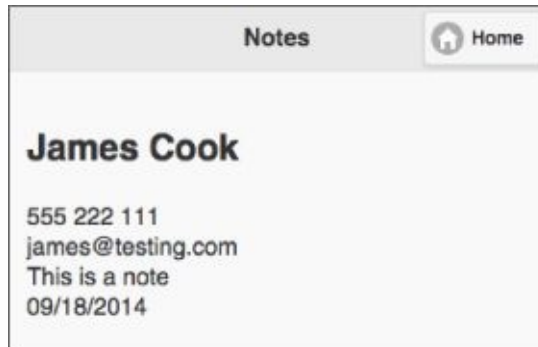 Notes
Home
James Cook
555 222 111
james@testing.com
This is a note
09/18/2014